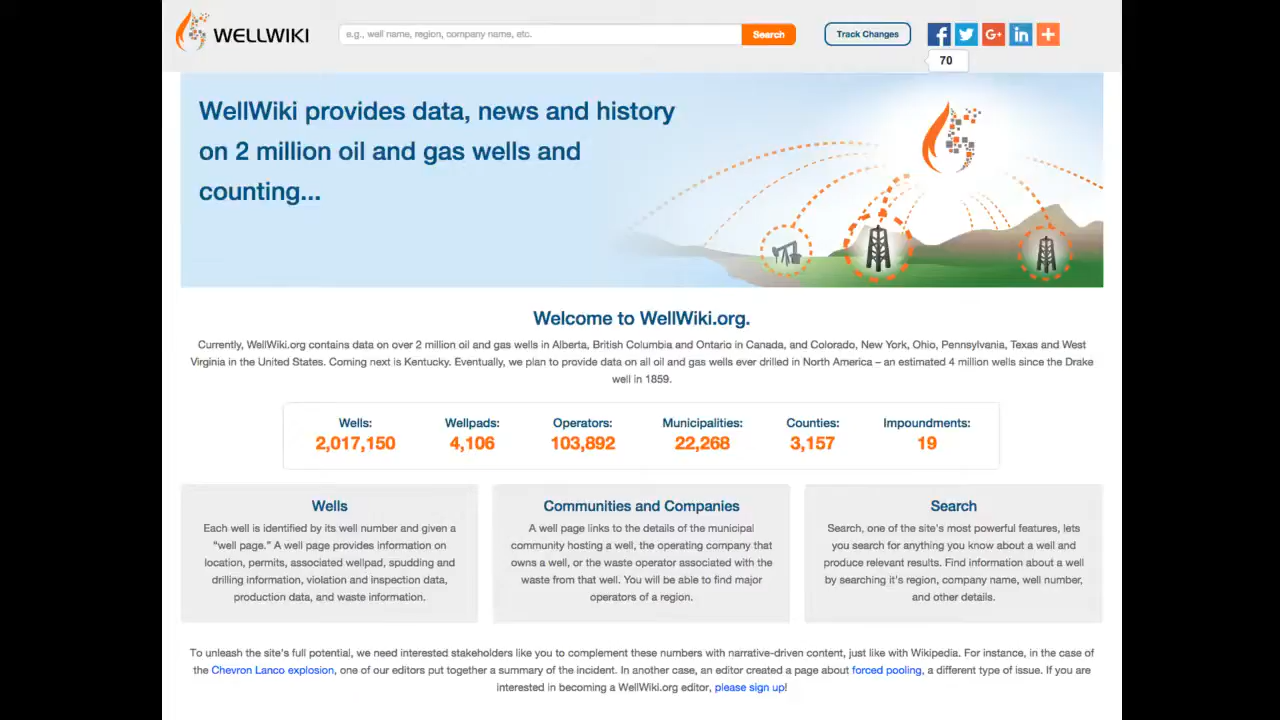 WELLWIKI
e.g., well name, region, company name, etc.
Search
Track Changes
70
WellWiki provides data, news and history
on 2 million oil and gas wells and
counting...
Welcome to WellWiki.org.
Currently, WellWiki.org contains data on over 2 million oil and gas wells in Alberta, British Columbia and Ontario in Canada, and Colorado, New York, Ohio, Pennsylvania, Texas and West
Virginia in the United States. Coming next is Kentucky. Eventually, we plan to provide data on all oil and gas wells ever drilled in North America – an estimated 4 million wells since the Drake
well in 1859.
Wells: Wellpads: Operators: Municipalities: Counties: Impoundments:
2,017,150 4,106 103,892 22,268 3,157 19
Wells
Each well is identified by its well number and given a
“well page.” A well page provides information on
location, permits, associated wellpad, spudding and
drilling information, violation and inspection data,
production data, and waste information.
Communities and Companies
A well page links to the details of the municipal
community hosting a well, the operating company that
owns a well, or the waste operator associated with the
waste from that well. You will be able to find major
operators of a region.
Search
Search, one of the site's most powerful features, lets
you search for anything you know about a well and
produce relevant results. Find information about a well
by searching it's region, company name, well number,
and other details.
To unleash the site's full potential, we need interested stakeholders like you to complement these numbers with narrative-driven content, just like with Wikipedia. For instance, in the case of
the Chevron Lanco explosion, one of our editors put together a summary of the incident. In another case, an editor created a page about forced pooling, a different type of issue. If you are
interested in becoming a WellWiki.org editor, please sign up!